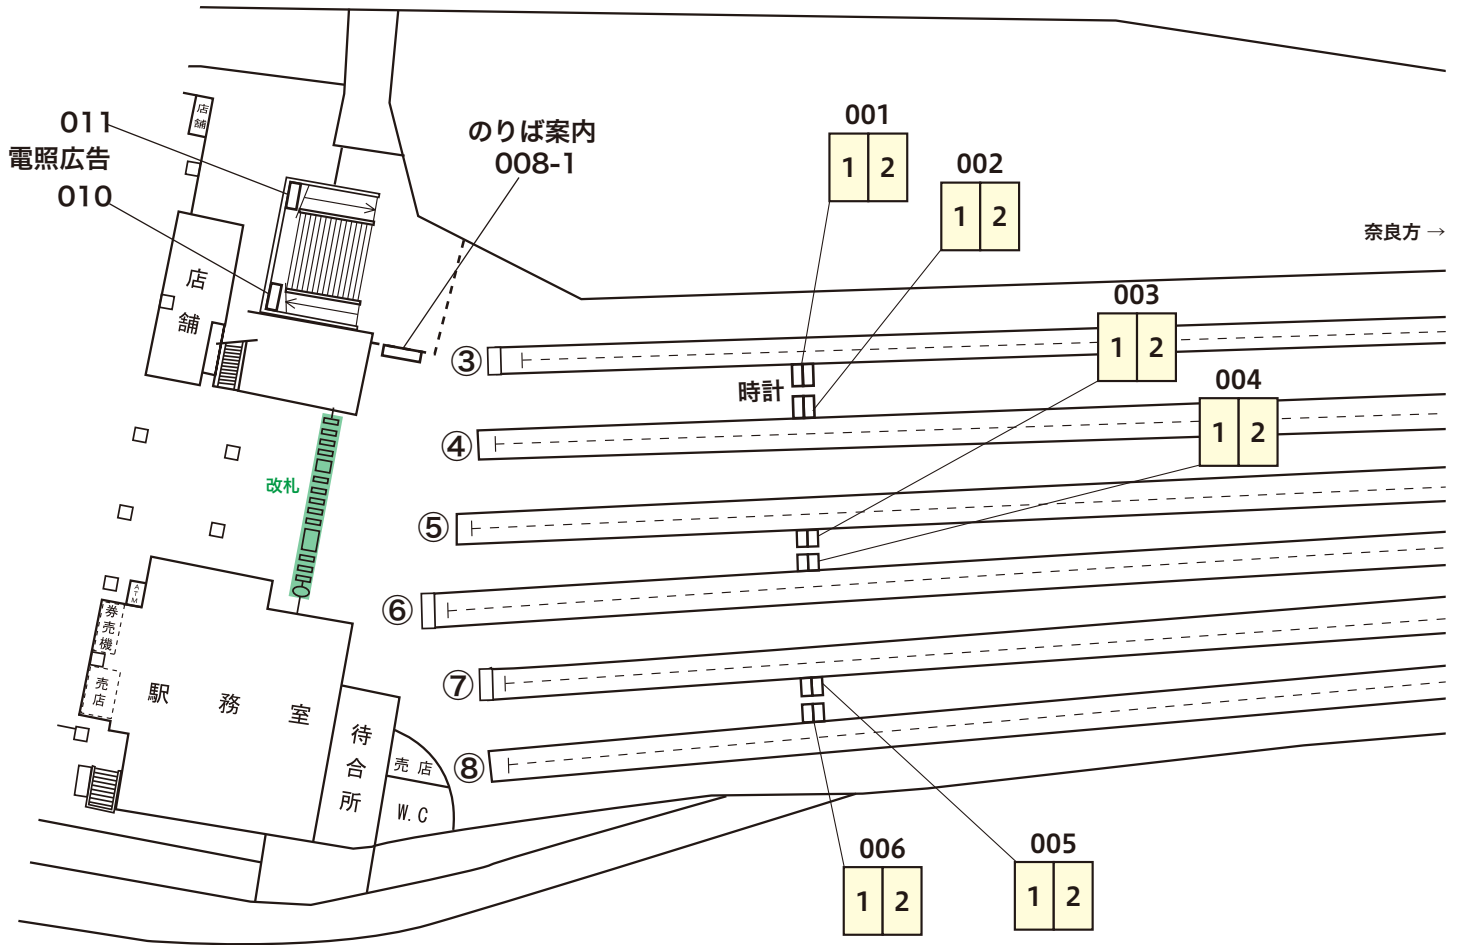 001
1 2
002
1 2
店
舗
011
電照広告
010
のりば案内
008-1
奈良方 →
店
舗
003
1 2
③
時計
004
1 2
④
改札
⑤
ATM
券売機
⑥
売店
駅務室
⑦
待合所
売店
⑧
W.C
006
1 2
005
1 2